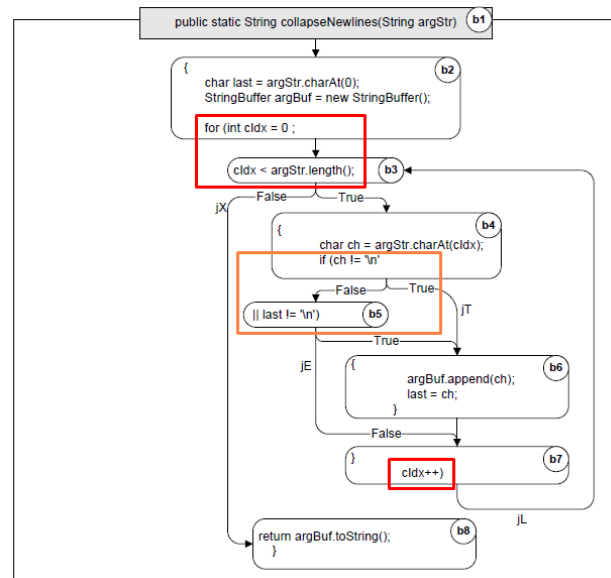 public static String collapseNewlines(String argStr)
b1
{
b2
char last = argStr.charAt(0);
StringBuffer argBuf = new StringBuffer();
for (int cIdx = 0 ;
cIdx < argStr.length();
b3
False
True
jX
{
b4
char ch = argStr.charAt(cIdx);
if (ch != '\n'
False
True
|| last != '\n')
b5
jT
True
jE
{
b6
argBuf.append(ch);
last = ch;
}
False
}
b7
cIdx++)
jL
return argBuf.toString();
b8
}